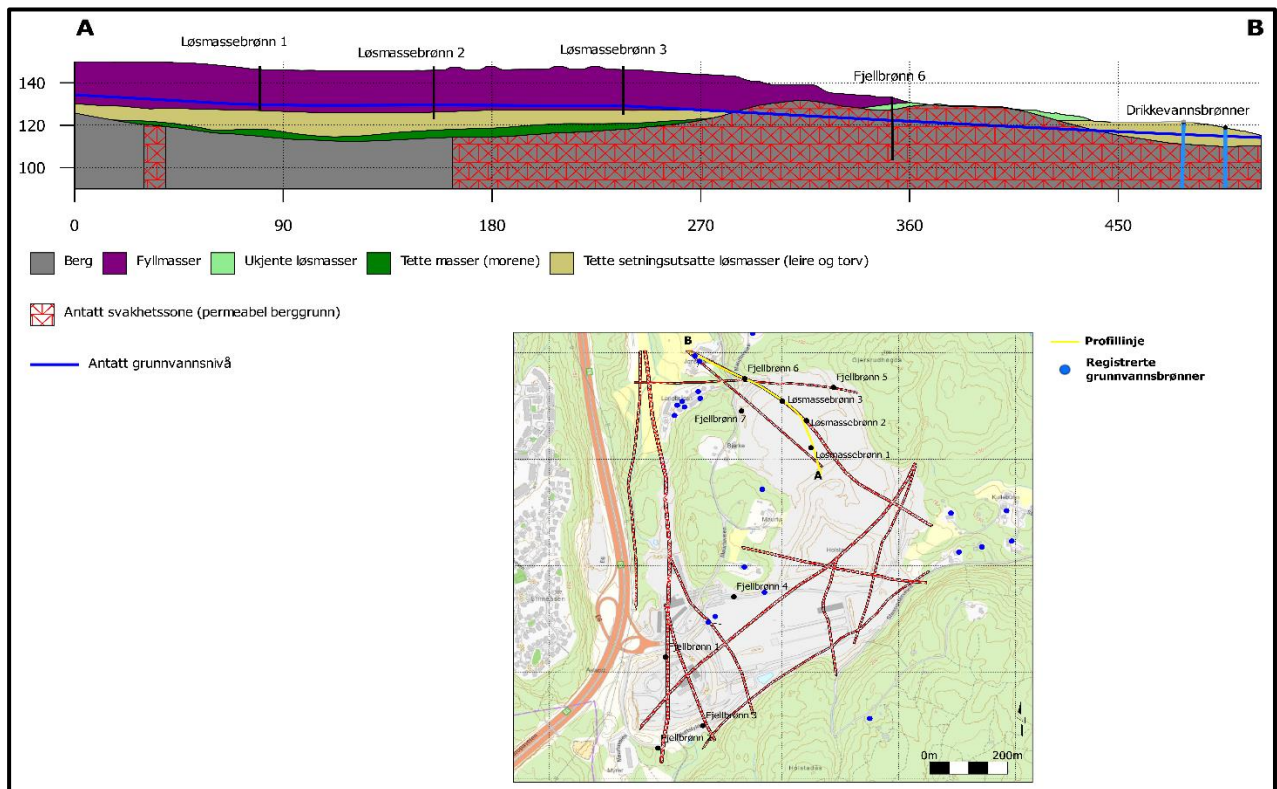 A
B
Løsmassebrønn 1
Løsmassebrønn 2
Løsmassebrønn 3
Fjellbrønn 6
Drikkevannsbrønner
140
120
100
0
90
180
270
360
450
Berg
Fyllmasser
Ukjente løsmasser
Tette masser (morene)
Tette setningsutsatte løsmasser (leire og torv)
Antatt svakhetssone (permeabel berggrunn)
Antatt grunnvannsnivå
Profillinje
Registrerte
grunnvannsbrønner
B
Fjellbrønn 6
Fjellbrønn 5
Løsmassebrønn 3
Fjellbrønn 7
Løsmassebrønn 2
Løsmassebrønn 1
A
Fjellbrønn 4
Fjellbrønn 1
Fjellbrønn 3
Fjellbrønn 2
0m
200m